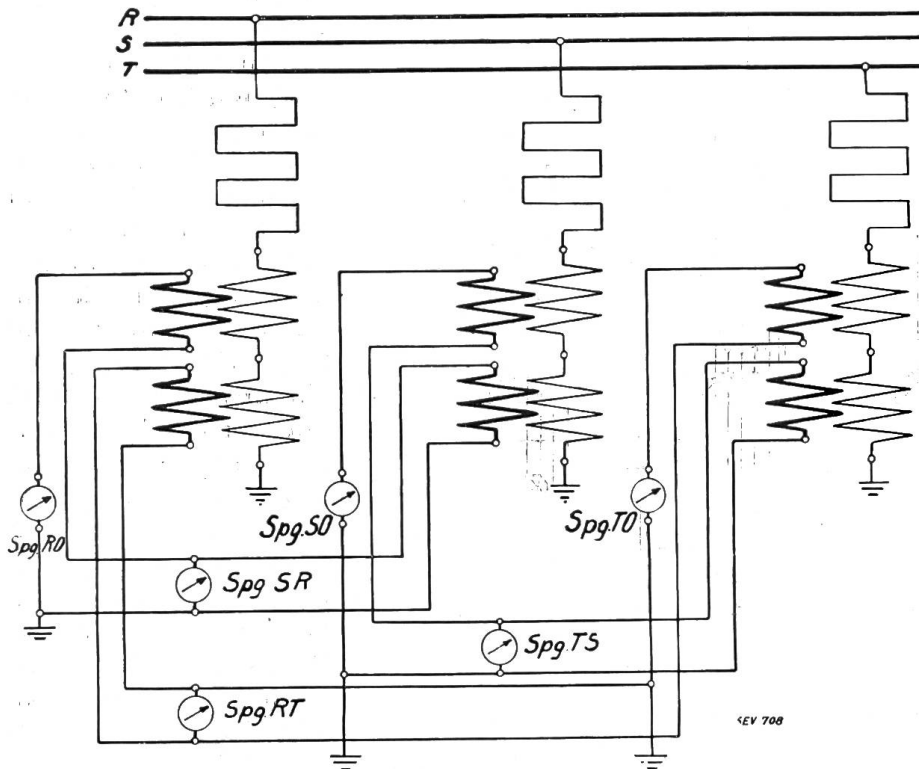 R
S
T
Spg. RO
Spg. SO
Spg. TO
Spg SR
Spg. TS
Spg. RT
SEV 708